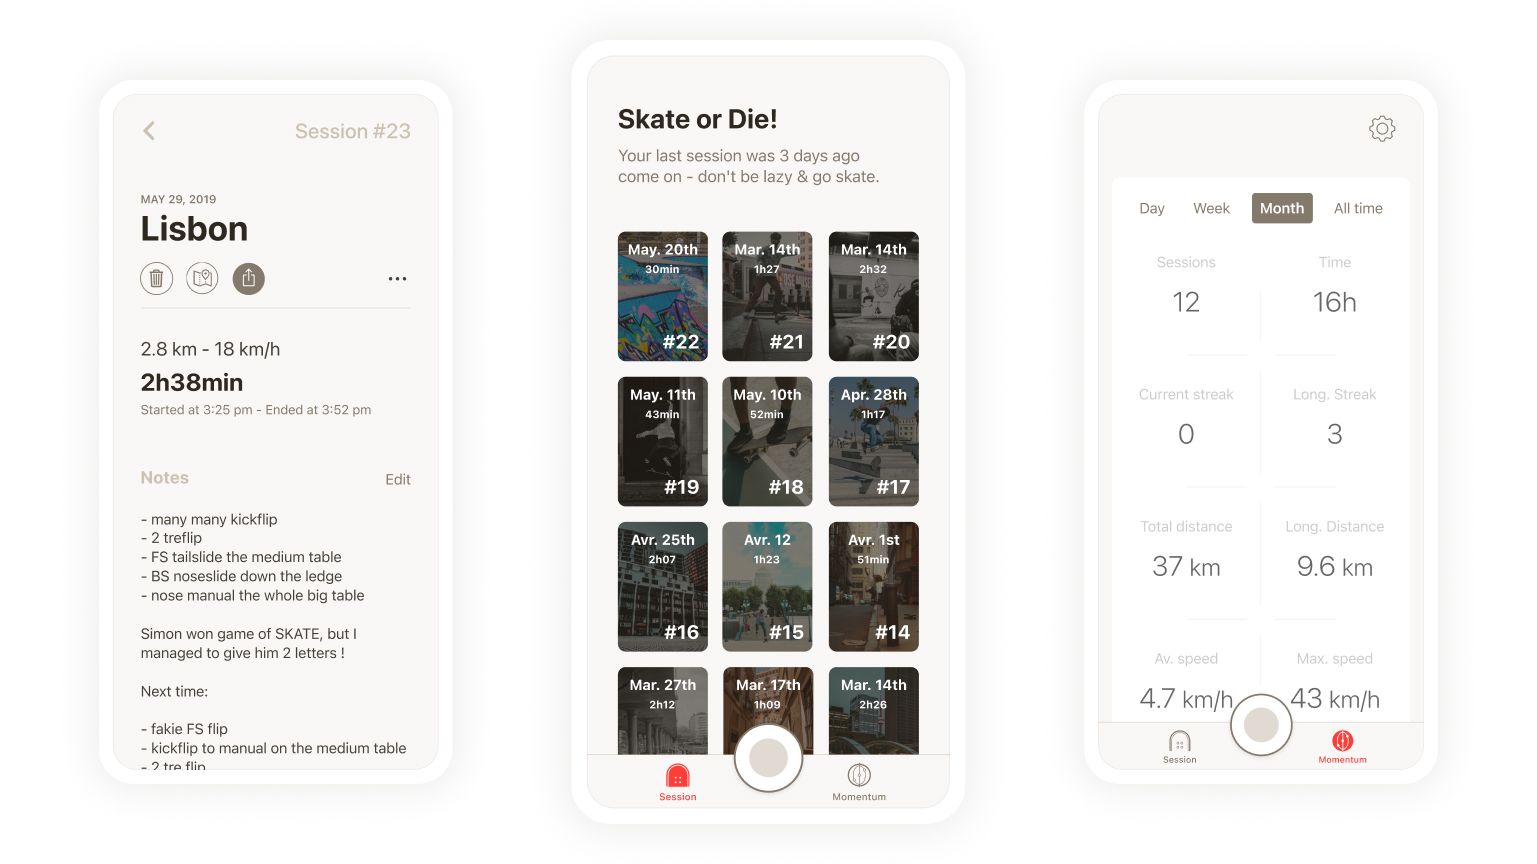 Session #23
MAY 29, 2019
Lisbon
2.8 km - 18 km/h
2h38min
Started at 3:25 pm - Ended at 3:52 pm
Notes
Edit
- many many kickflip
- 2 treflip
- FS tailslide the medium table
- BS noseslide down the ledge
- nose manual the whole big table
Simon won game of SKATE, but I
managed to give him 2 letters !
Next time:
- fakie FS flip
- kickflip to manual on the medium table
- 2 tre flip
Skate or Die!
Your last session was 3 days ago
come on - don't be lazy & go skate.
May. 20th
30min
#22
Mar. 14th
1h27
#21
Mar. 14th
2h32
#20
May. 11th
43min
#19
May. 10th
52min
#18
Apr. 28th
1h17
#17
Avr. 25th
2h07
#16
Avr. 12
1h23
#15
Avr. 1st
51min
#14
Mar. 27th
2h12
Mar. 17th
1h09
Mar. 14th
2h26
Session
Momentum
Day
Week
Month
All time
Sessions
12
Time
16h
Current streak
0
Long. Streak
3
Total distance
37 km
Long. Distance
9.6 km
Av. speed
4.7 km/h
Max. speed
43 km/h
Session
Momentum